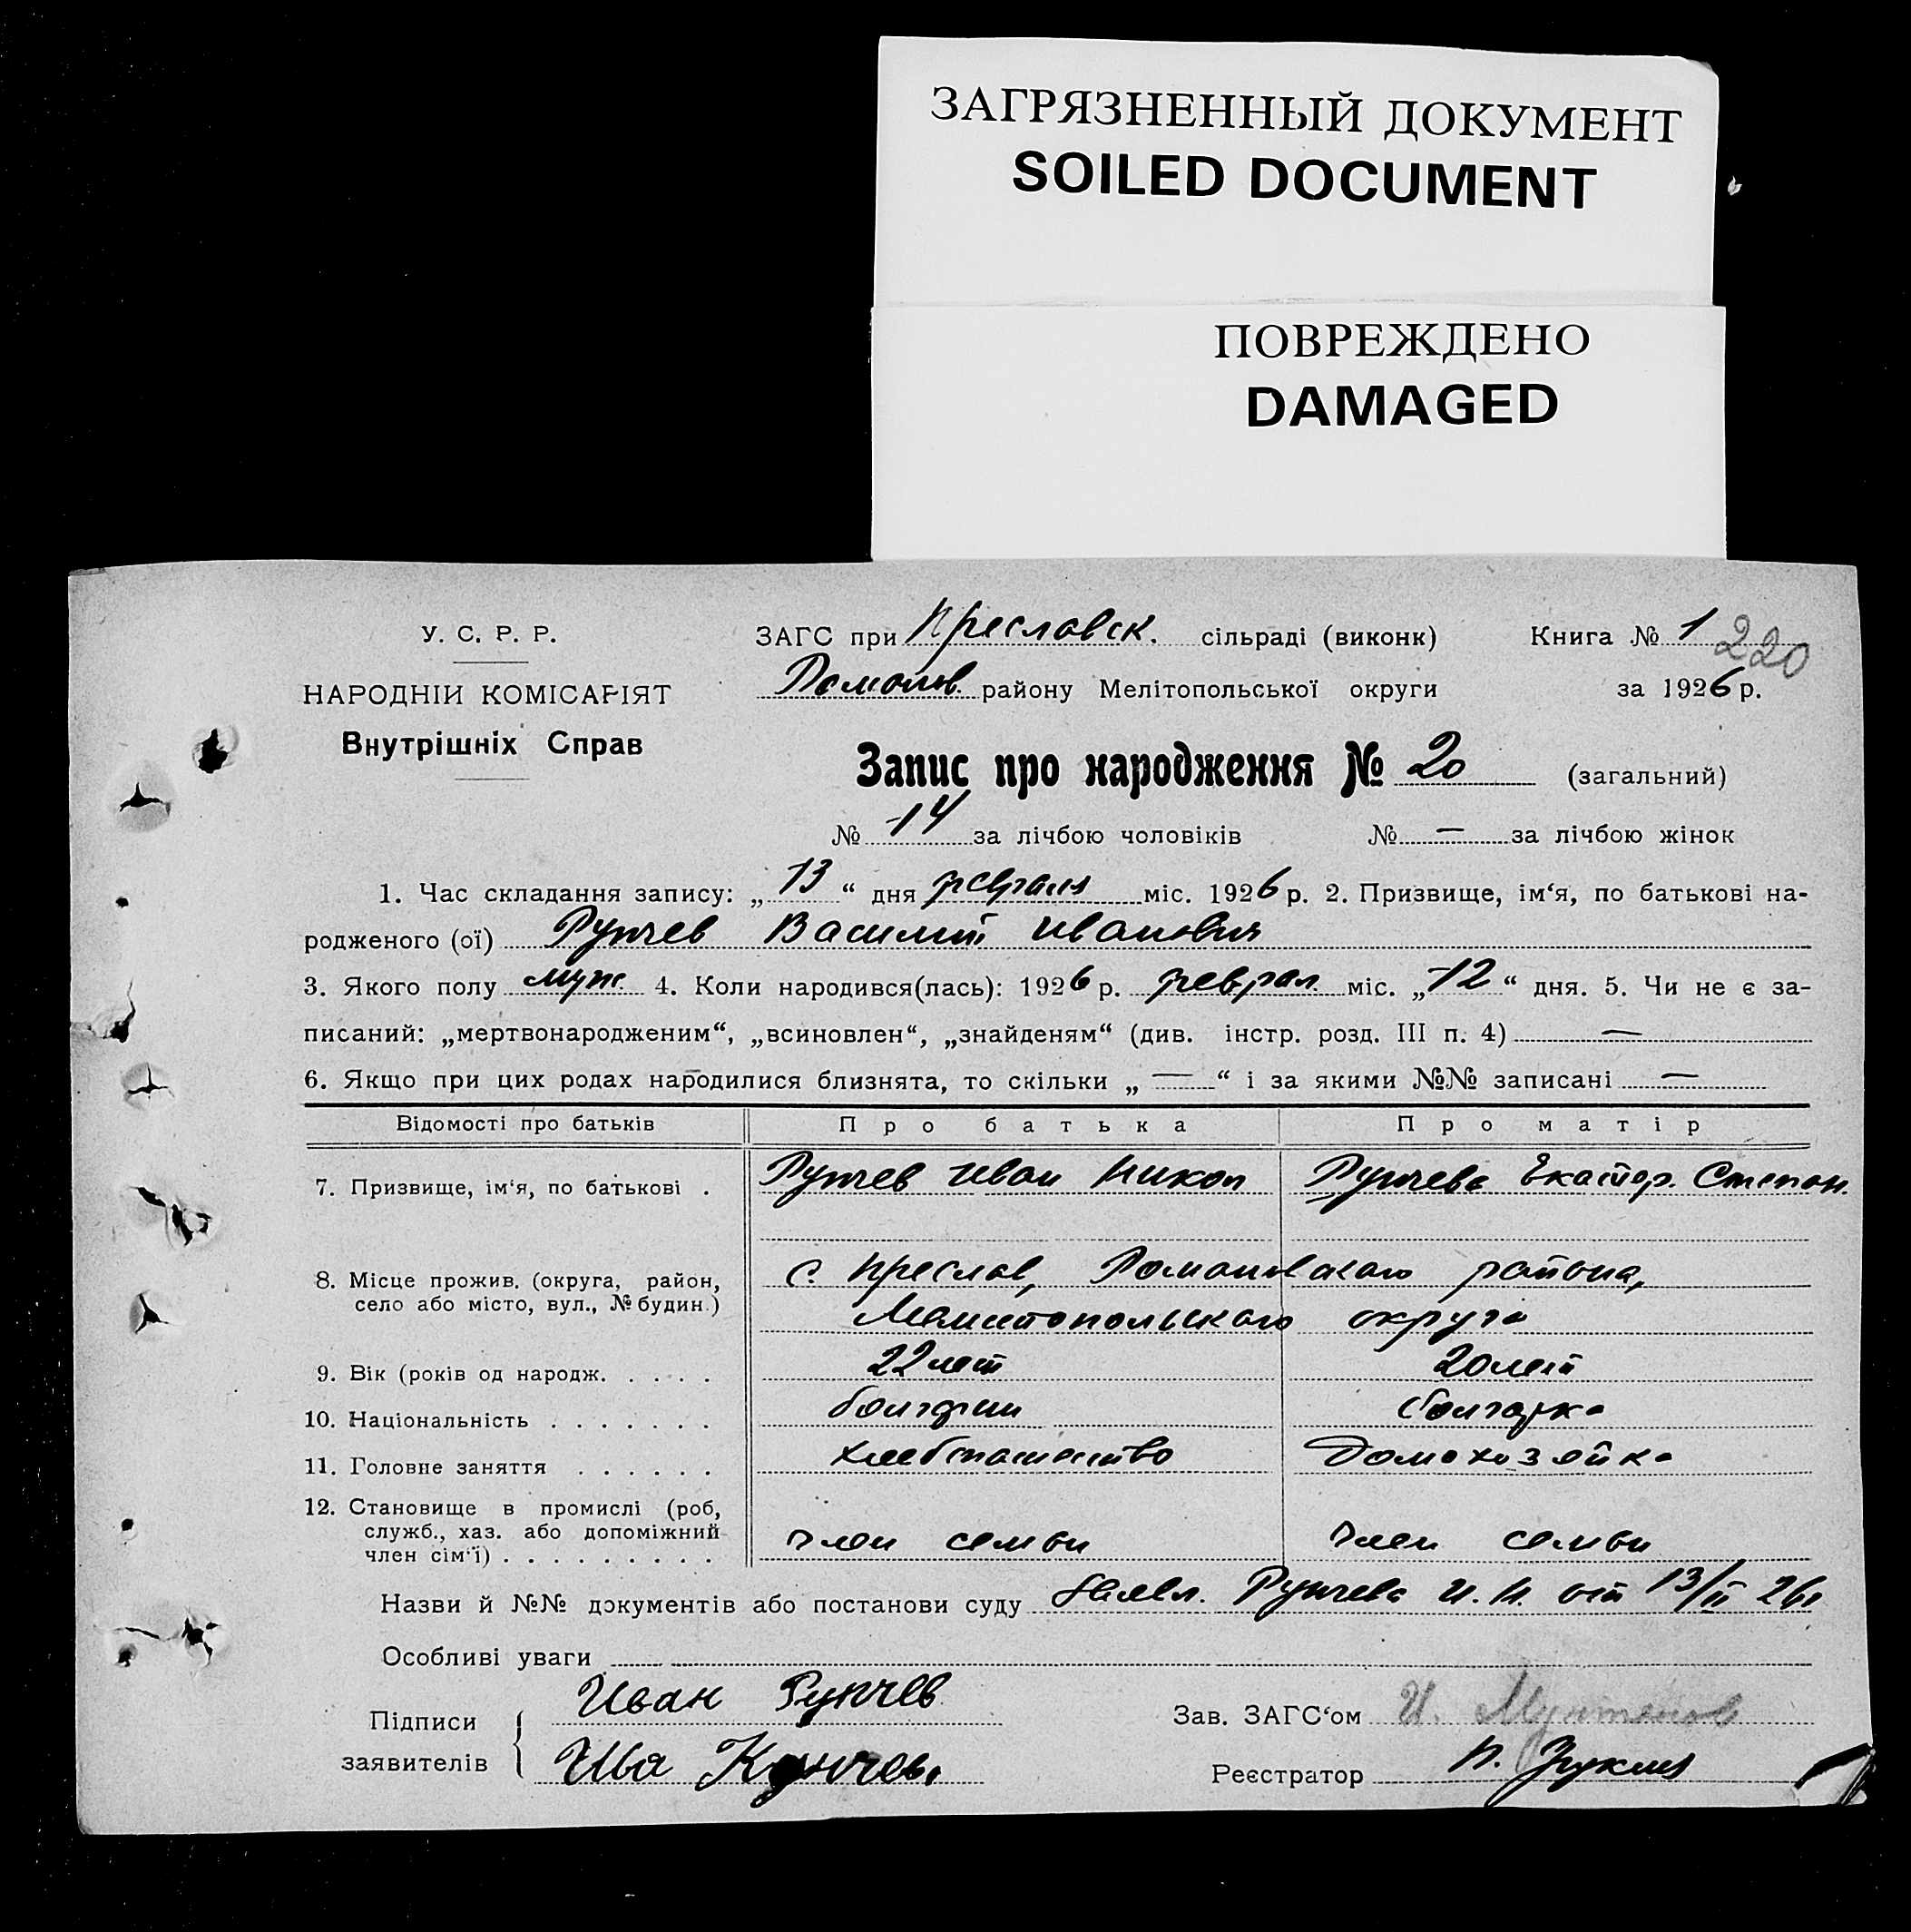 ЗАГРЯЗНЕННЫЙ ДОКУМЕНТ
SOILED DOCUMENT
ПОВРЕЖДЕНО
DAMAGED
У. С. Р. Р.
НАРОДНІЙ КОМІСАРІЯТ
Внутрішніх Справ
ЗАГС при Преславск. сільраді (виконк) Книга № 1 220
Романов. району Мелітопольської округи за 1926 р.
Запис про народження № 20 (загальний)
№ 14 за лічбою чоловіків № — за лічбою жінок
1. Час складання запису: „13“ дня февраля міс. 1926 р. 2. Призвище, ім‘я, по батькові на-
родженого (ої) Рупчев Василий Иванович
3. Якого полу муж. 4. Коли народився(лась): 1926 р. феврал. міс. „12“ дня. 5. Чи не є за-
писаний: „мертвонародженим“, „всиновлен“, „знайденям“ (див. інстр. розд. III п. 4) —
6. Якщо при цих родах народилися близнята, то скільки „—“ і за якими №№ записані —
Відомості про батьків Про батька Про матір
7. Призвище, ім‘я, по батькові . Рупчев Иван Никол Рупчева Екатер. Степан.
8. Місце прожив. (округа, район, село або місто, вул., № будин.) с. Преслав, Романовского района,
Мелитопольского округа
9. Вік (років од народж. . . . . 22 лет 20 лет
10. Національність . . . . . . . болгарин болгарка
11. Головне заняття . . . . . . хлебопашество Домохозяйка
12. Становище в промислі (роб,
служб., хаз. або допоміжний
член сім‘ї) . . . . . . . . . член семьи член семьи
Назви й №№ документів або постанови суду Заявл. Рупчева И. Н. от 13/II 26г
Особливі уваги
Підписи заявителів Иван Рупчев
Зав. ЗАГС‘ом И.
Реєстратор П.